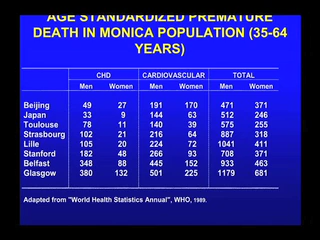 AGE STANDARDIZED PREMATURE
DEATH IN MONICA POPULATION (35-64
YEARS)
CHD CARDIOVASCULAR TOTAL
Men Women Men Women Men Women
Beijing 49 27 191 170 471 371
Japan 33 9 144 63 512 246
Toulouse 78 11 140 39 575 255
Strasbourg 102 21 216 64 887 318
Lille 105 20 224 72 1041 411
Stanford 182 48 266 93 708 371
Belfast 348 88 445 152 933 463
Glasgow 380 132 501 225 1179 681
Adapted from "World Health Statistics Annual", WHO, 1989.